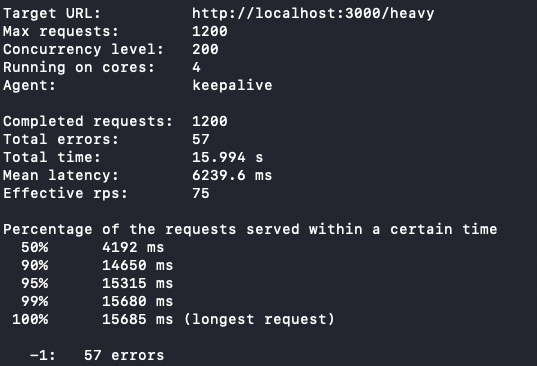 Target URL: http://localhost:3000/heavy
Max requests: 1200
Concurrency level: 200
Running on cores: 4
Agent: keepalive
Completed requests: 1200
Total errors: 57
Total time: 15.994 s
Mean latency: 6239.6 ms
Effective rps: 75
Percentage of the requests served within a certain time
50% 4192 ms
90% 14650 ms
95% 15315 ms
99% 15680 ms
100% 15685 ms (longest request)
-1: 57 errors